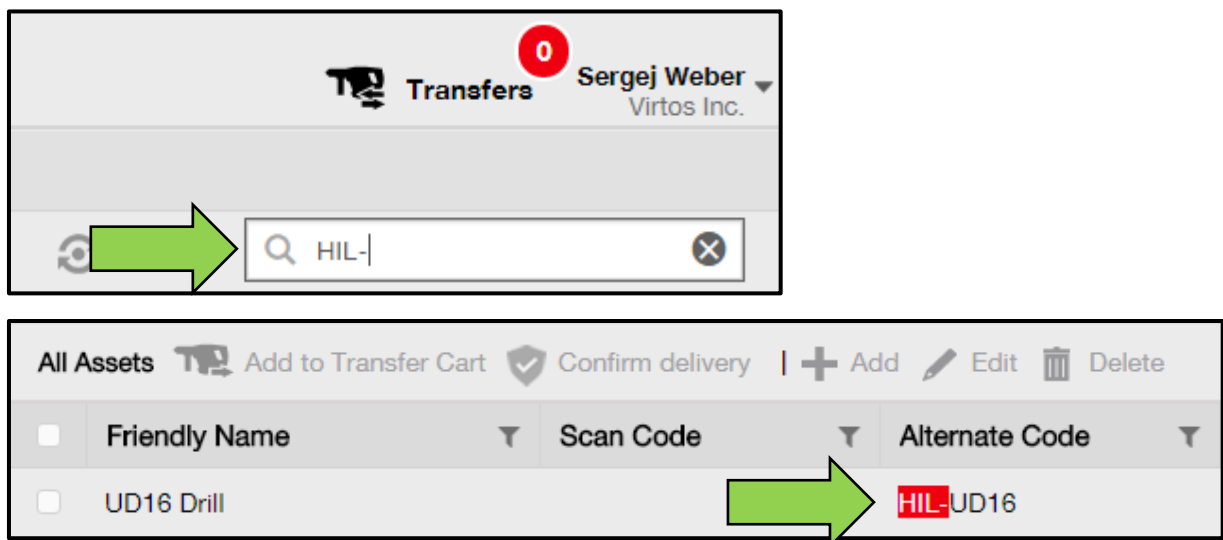 0
Transfers
Sergej Weber
Virtos Inc.
HIL-
All Assets Add to Transfer Cart Confirm delivery | Add Edit Delete
Friendly Name Scan Code Alternate Code
UD16 Drill HIL-UD16